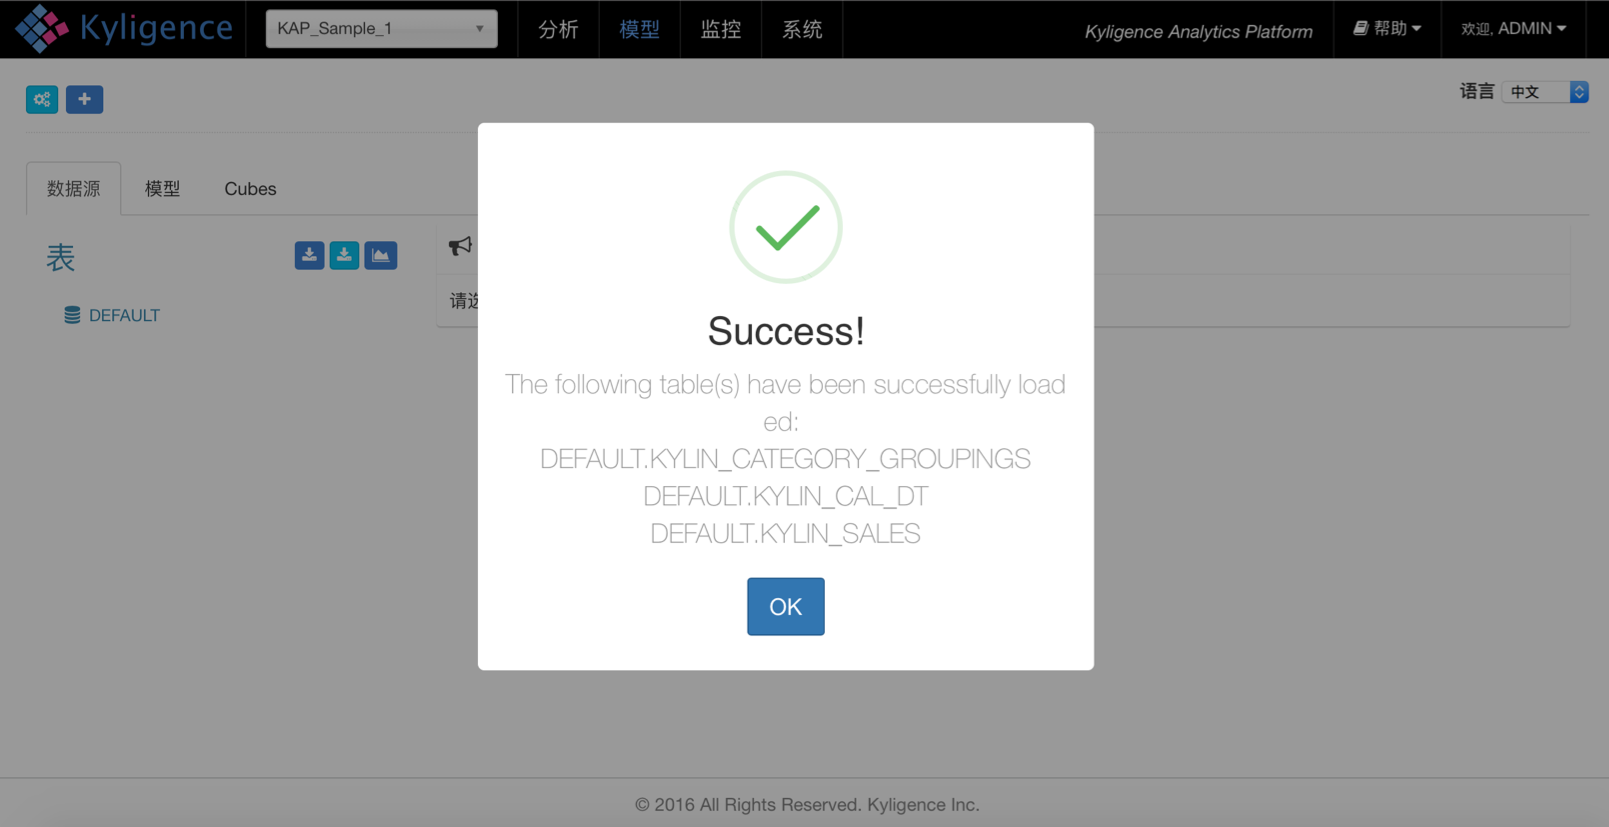 Kyligence
KAP_Sample_1
分析
模型
监控
系统
Kyligence Analytics Platform
帮助
欢迎, ADMIN
语言 中文
数据源
模型
Cubes
表
请选
DEFAULT
Success!
The following table(s) have been successfully load
ed:
DEFAULT.KYLIN_CATEGORY_GROUPINGS
DEFAULT.KYLIN_CAL_DT
DEFAULT.KYLIN_SALES
OK
© 2016 All Rights Reserved. Kyligence Inc.